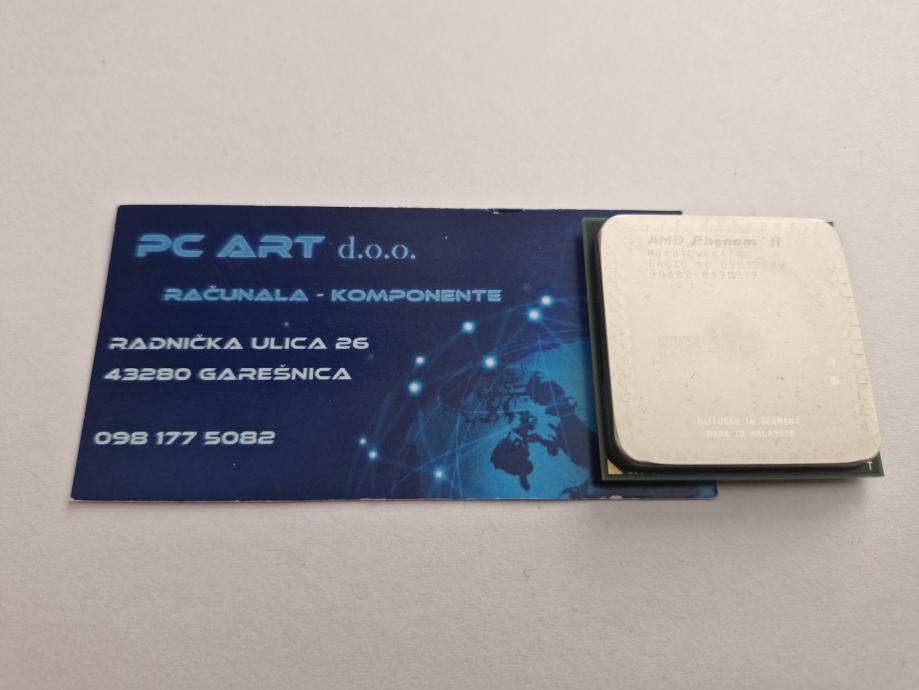 PC ART d.o.o.
RAČUNALA - KOMPONENTE
RADNIČKA ULICA 26
43280 GAREŠNICA
098 177 5082
AMD Phenom II
DIFFUSED IN GERMANY
MADE IN MALAYSIA
T